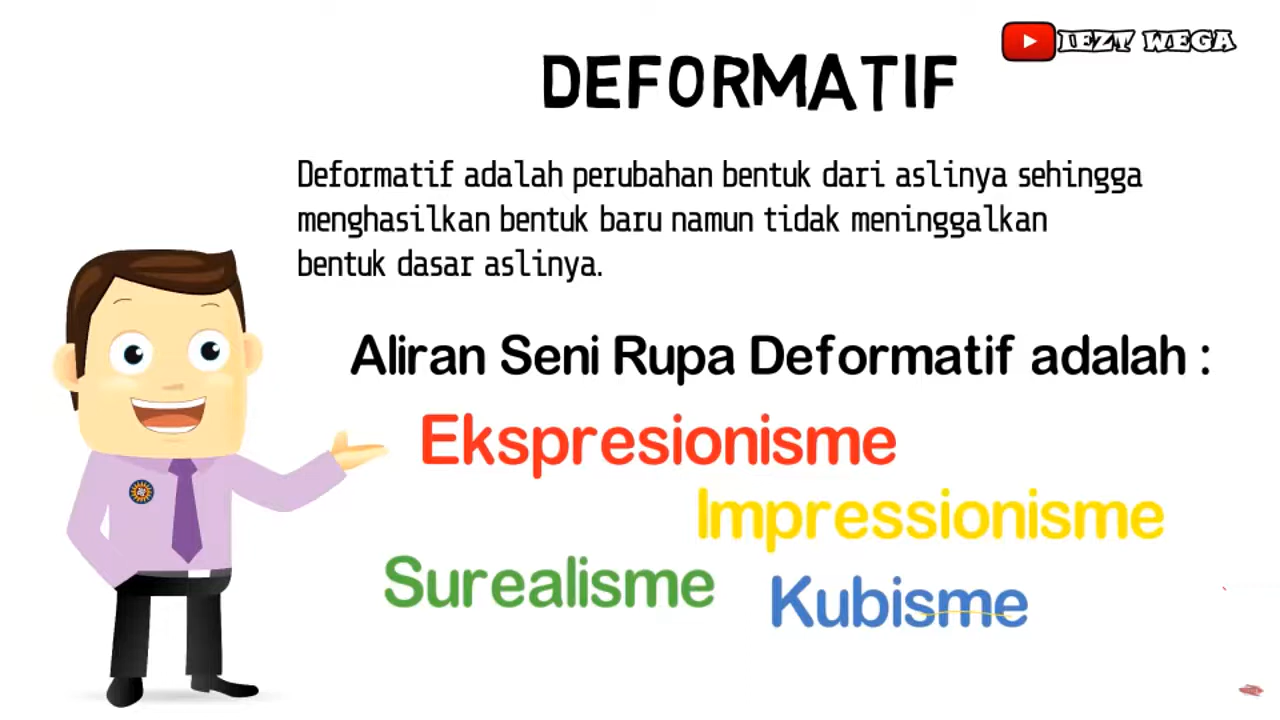 IEZT WEGA
DEFORMATIF
Deformatif adalah perubahan bentuk dari aslinya sehingga
menghasilkan bentuk baru namun tidak meninggalkan
bentuk dasar aslinya.
Aliran Seni Rupa Deformatif adalah :
Ekspresionisme
Impressionisme
Surealisme
Kubisme